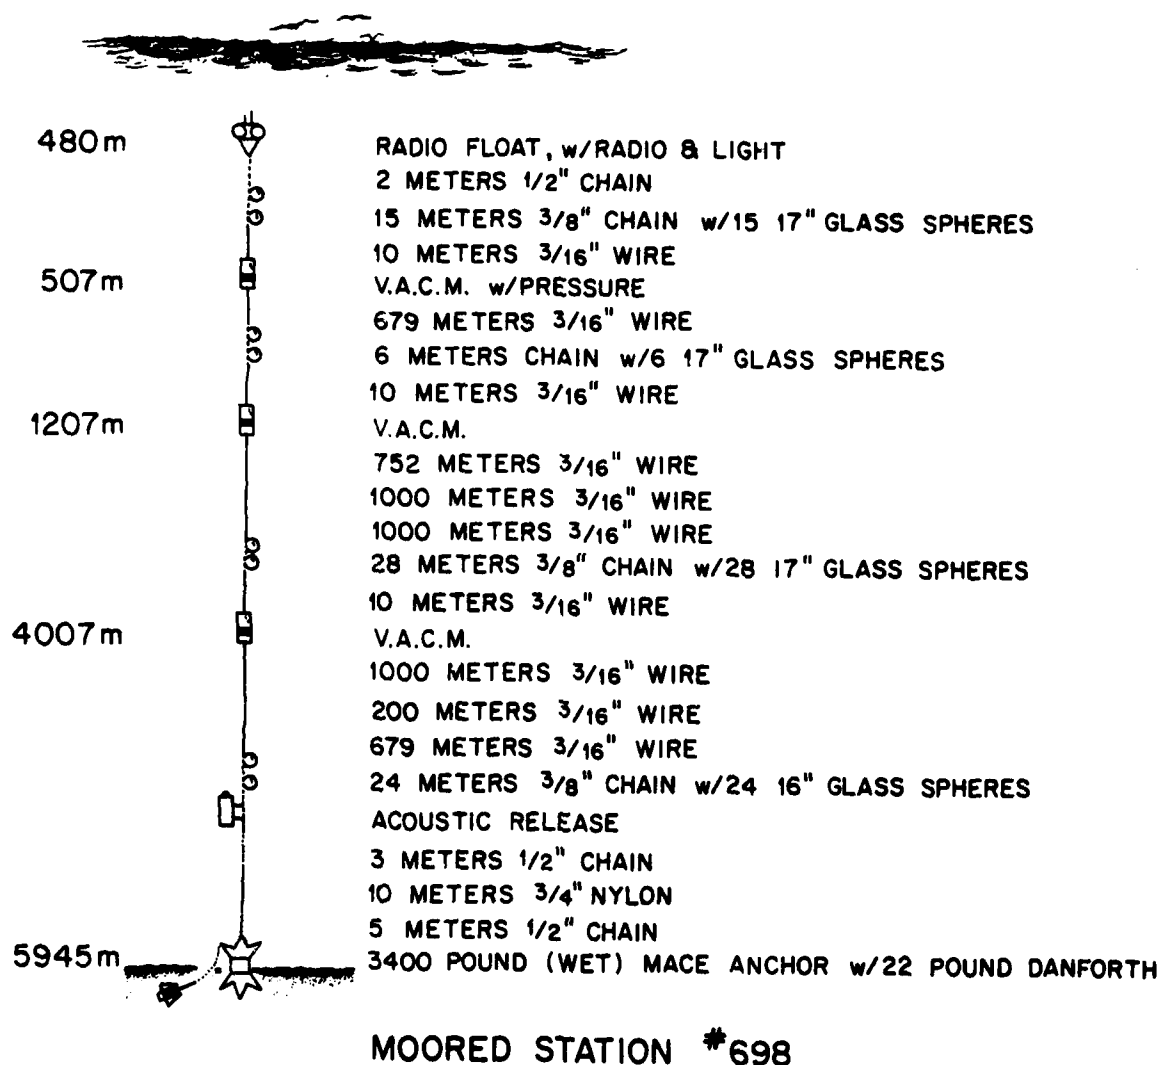 480m
RADIO FLOAT, w/RADIO & LIGHT
2 METERS 1/2" CHAIN
15 METERS 3/8" CHAIN w/15 17" GLASS SPHERES
10 METERS 3/16" WIRE
507m
V.A.C.M. w/PRESSURE
679 METERS 3/16" WIRE
6 METERS CHAIN w/6 17" GLASS SPHERES
10 METERS 3/16" WIRE
1207m
V.A.C.M.
752 METERS 3/16" WIRE
1000 METERS 3/16" WIRE
1000 METERS 3/16" WIRE
28 METERS 3/8" CHAIN w/28 17" GLASS SPHERES
10 METERS 3/16" WIRE
4007m
V.A.C.M.
1000 METERS 3/16" WIRE
200 METERS 3/16" WIRE
679 METERS 3/16" WIRE
24 METERS 3/8" CHAIN w/24 16" GLASS SPHERES
ACOUSTIC RELEASE
3 METERS 1/2" CHAIN
10 METERS 3/4" NYLON
5 METERS 1/2" CHAIN
5945m
3400 POUND (WET) MACE ANCHOR w/22 POUND DANFORTH
MOORED STATION #698